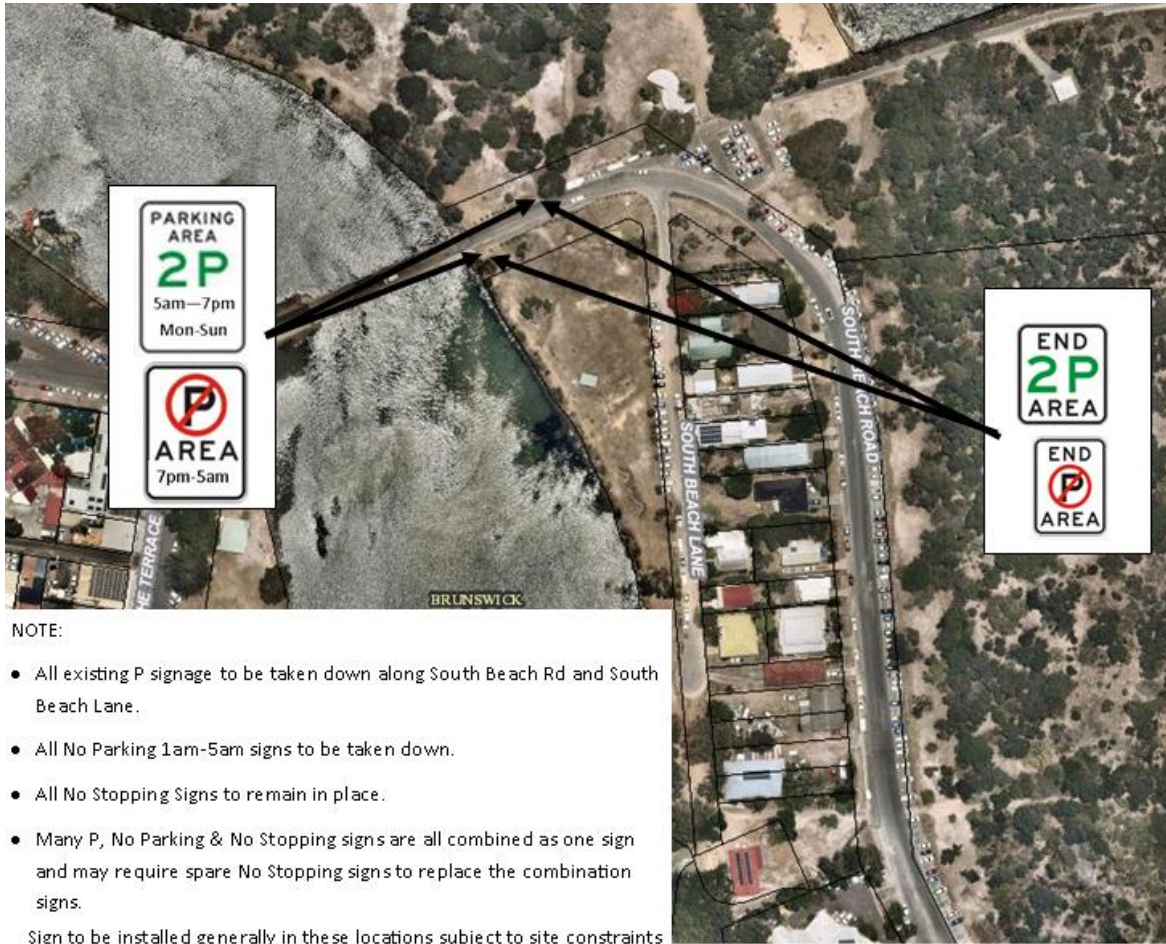 PARKING
AREA
2P
5am—7pm
Mon-Sun
P
AREA
7pm-5am
END
2P
AREA
END
P
AREA
SOUTH BEACH ROAD
SOUTH BEACH LANE
THE TERRACE
BRUNSWICK
NOTE:
• All existing P signage to be taken down along South Beach Rd and South
Beach Lane.
• All No Parking 1am-5am signs to be taken down.
• All No Stopping Signs to remain in place.
• Many P, No Parking & No Stopping signs are all combined as one sign
and may require spare No Stopping signs to replace the combination
signs.
Sign to be installed generally in these locations subject to site constraints